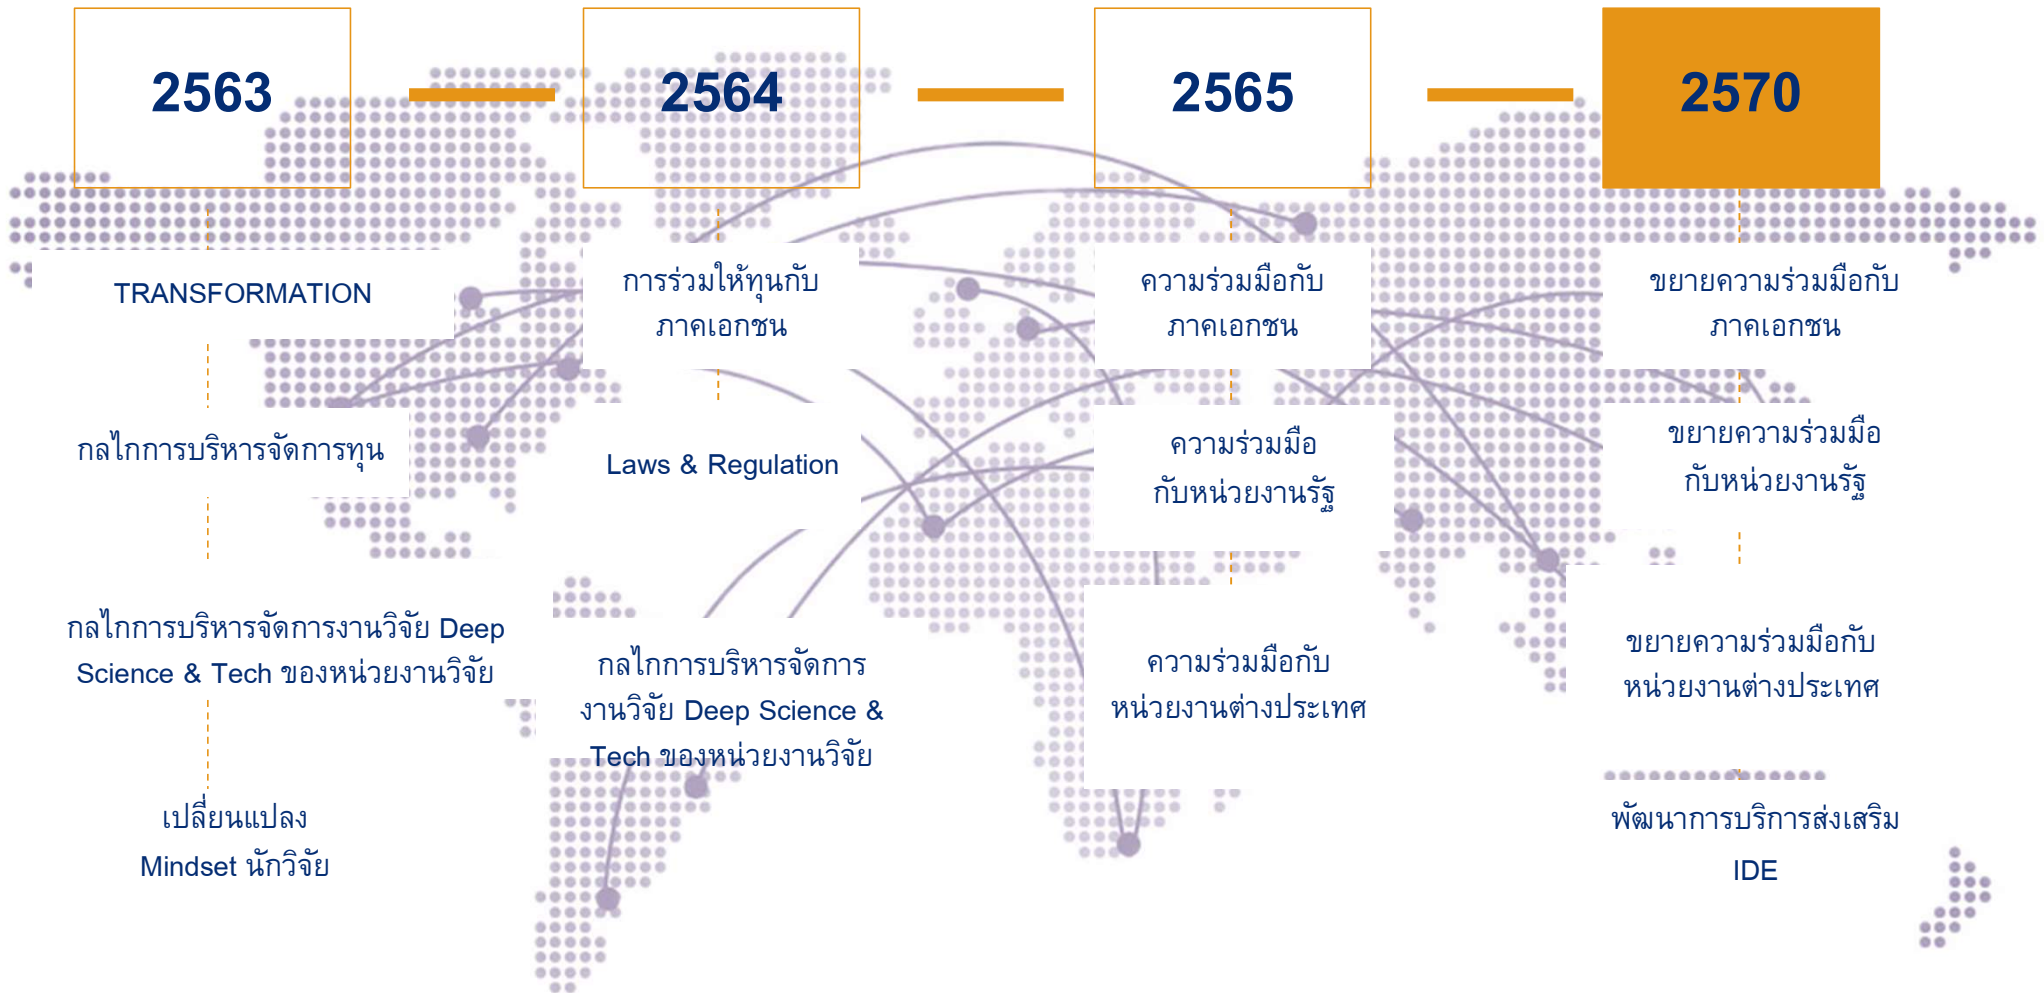 2563
2564
2565
2570
TRANSFORMATION
กลไกการบริหารจัดการทุน
กลไกการบริหารจัดการงานวิจัย Deep
Science & Tech ของหน่วยงานวิจัย
เปลี่ยนแปลง
Mindset นักวิจัย
การร่วมให้ทุนกับ
ภาคเอกชน
Laws & Regulation
กลไกการบริหารจัดการ
งานวิจัย Deep Science &
Tech ของหน่วยงานวิจัย
ความร่วมมือกับ
ภาคเอกชน
ความร่วมมือ
กับหน่วยงานรัฐ
ความร่วมมือกับ
หน่วยงานต่างประเทศ
ขยายความร่วมมือกับ
ภาคเอกชน
ขยายความร่วมมือ
กับหน่วยงานรัฐ
ขยายความร่วมมือกับ
หน่วยงานต่างประเทศ
พัฒนาการบริการส่งเสริม
IDE